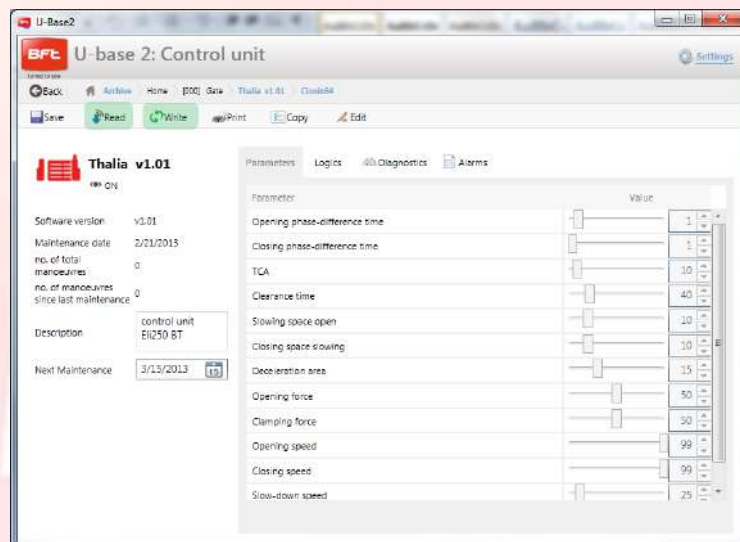 U-Base2
BFt
U-base 2: Control unit
Settings
Back
Archive Home [000] Gate Thalia v1.01
Save Read Write Print Copy Edit
Thalia v1.01
ON
Parameters Logics Diagnostics Alarms
Parameter Value
Software version v1.01
Maintenance date 2/21/2013
no. of total manoeuvres 0
no. of manoeuvres since last maintenance 0
Description control unit Eli250 BT
Next Maintenance 3/15/2013 15
Opening phase-difference time 1
Closing phase-difference time 1
TCA 10
Clearance time 40
Slowing space open 10
Closing space slowing 10
Deceleration area 15
Opening force 50
Clamping force 50
Opening speed 99
Closing speed 99
Slow-down speed 25